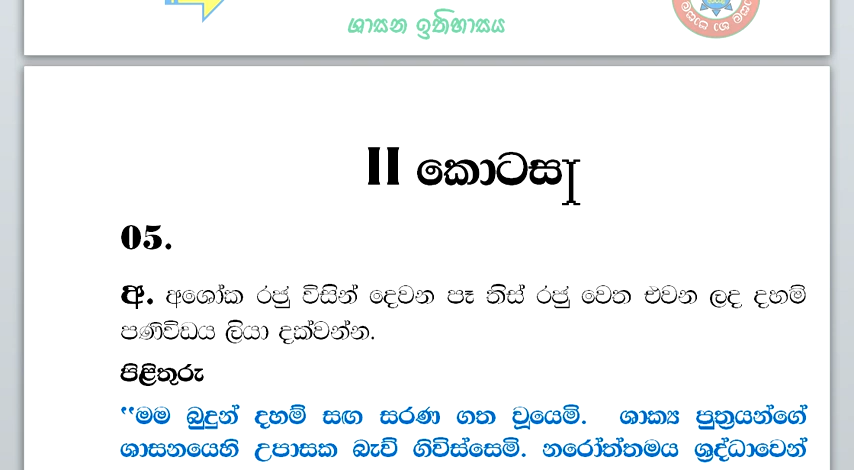 ශාසන ඉතිහාසය
II කොටස
05.
අ. අශෝක රජු විසින් දෙවන පෑ තිස් රජු වෙත එවන ලද දහම්
පණිවිඩය ලියා දක්වන්න.
පිළිතුරු
“මම බුදුන් දහම් සඟ සරණ ගත වූයෙමි. ශාක්‍ය පුත්‍රයන්ගේ
ශාසනයෙහි උපාසක බැව් ගිවිස්සෙමි. නරෝත්තමය ශ්‍රද්ධාවෙන්